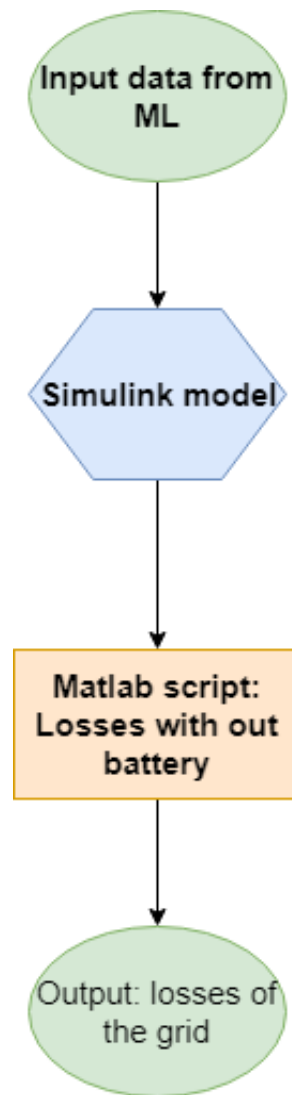 Input data from
ML
Simulink model
Matlab script:
Losses with out
battery
Output: losses of
the grid